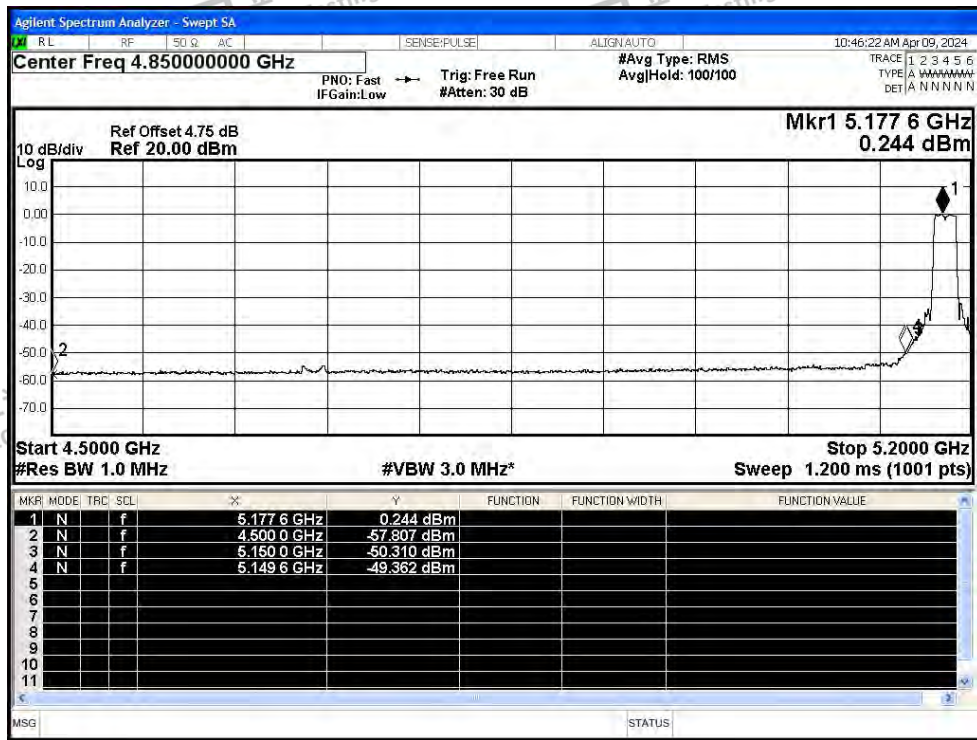 Agilent Spectrum Analyzer - Swept SA
RL RF 50 Ω AC SENSE:PULSE ALIGN AUTO 10:46:22 AM Apr 09, 2024
Center Freq 4.850000000 GHz #Avg Type: RMS TRACE 1 2 3 4 5 6
PNO: Fast Trig: Free Run Avg|Hold: 100/100 TYPE A WWWWW
IFGain:Low #Atten: 30 dB DET A N N N N N
Mkr1 5.177 6 GHz
Ref Offset 4.75 dB
10 dB/div Ref 20.00 dBm 0.244 dBm
Log
10.0
1
0.00
-10.0
-20.0
-30.0
-40.0
-50.0
2
-60.0
-70.0
Start 4.5000 GHz Stop 5.2000 GHz
#Res BW 1.0 MHz #VBW 3.0 MHz* Sweep 1.200 ms (1001 pts)
MKR MODE TRC SCL X Y FUNCTION FUNCTION WIDTH FUNCTION VALUE
1 N f 5.177 6 GHz 0.244 dBm
2 N f 4.500 0 GHz -57.807 dBm
3 N f 5.150 0 GHz -50.310 dBm
4 N f 5.149 6 GHz -49.362 dBm
5
6
7
8
9
10
11
MSG STATUS